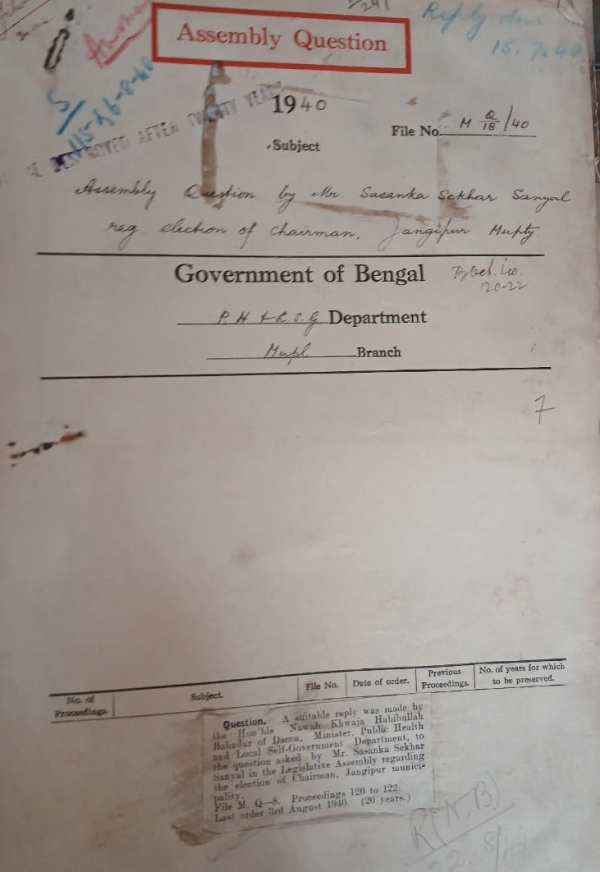 Reply due
15.7.40
Assembly Question
BE DESTROYED AFTER TWENTY YEARS
1940
File No. M Q/18/40
Subject
Assembly Question by Mr. Sasanka Sekhar Sanyal
reg. election of Chairman, Jangipur Mupty.
Government of Bengal
120-22
P. H & L. S. G Department
Mupl Branch
7
No. of Proceedings.
Subject.
File No.
Date of order.
Previous Proceedings.
No. of years for which to be preserved.
Question. A suitable reply was made by
the Hon'ble Nawab Khwaja Habibullah
Bahadur of Dacca, Minister, Public Health
and Local Self-Government Department, to
the question asked by Mr. Sasanka Sekhar
Sanyal in the Legislative Assembly regarding
the election of Chairman, Jangipur munici-
pality.
File M. Q—8. Proceedings 120 to 122.
Last order 3rd August 1940. (20 years.)
R(K.B)